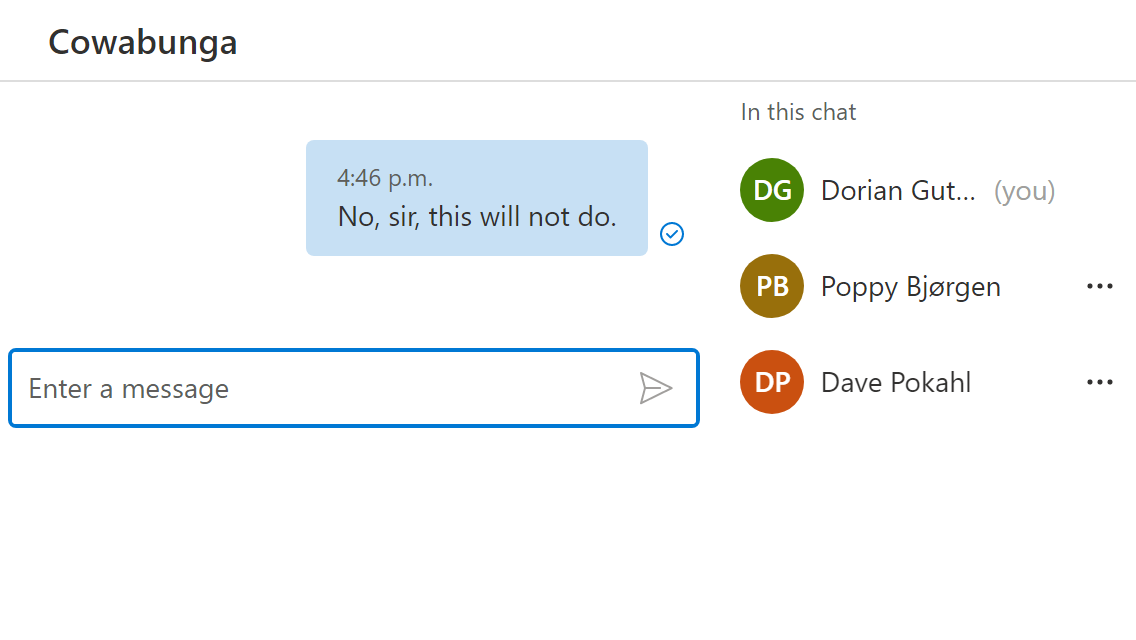 Cowabunga
In this chat
4:46 p.m.
No, sir, this will not do.
DG Dorian Gut... (you)
PB Poppy Bjørgen
Enter a message
DP Dave Pokahl